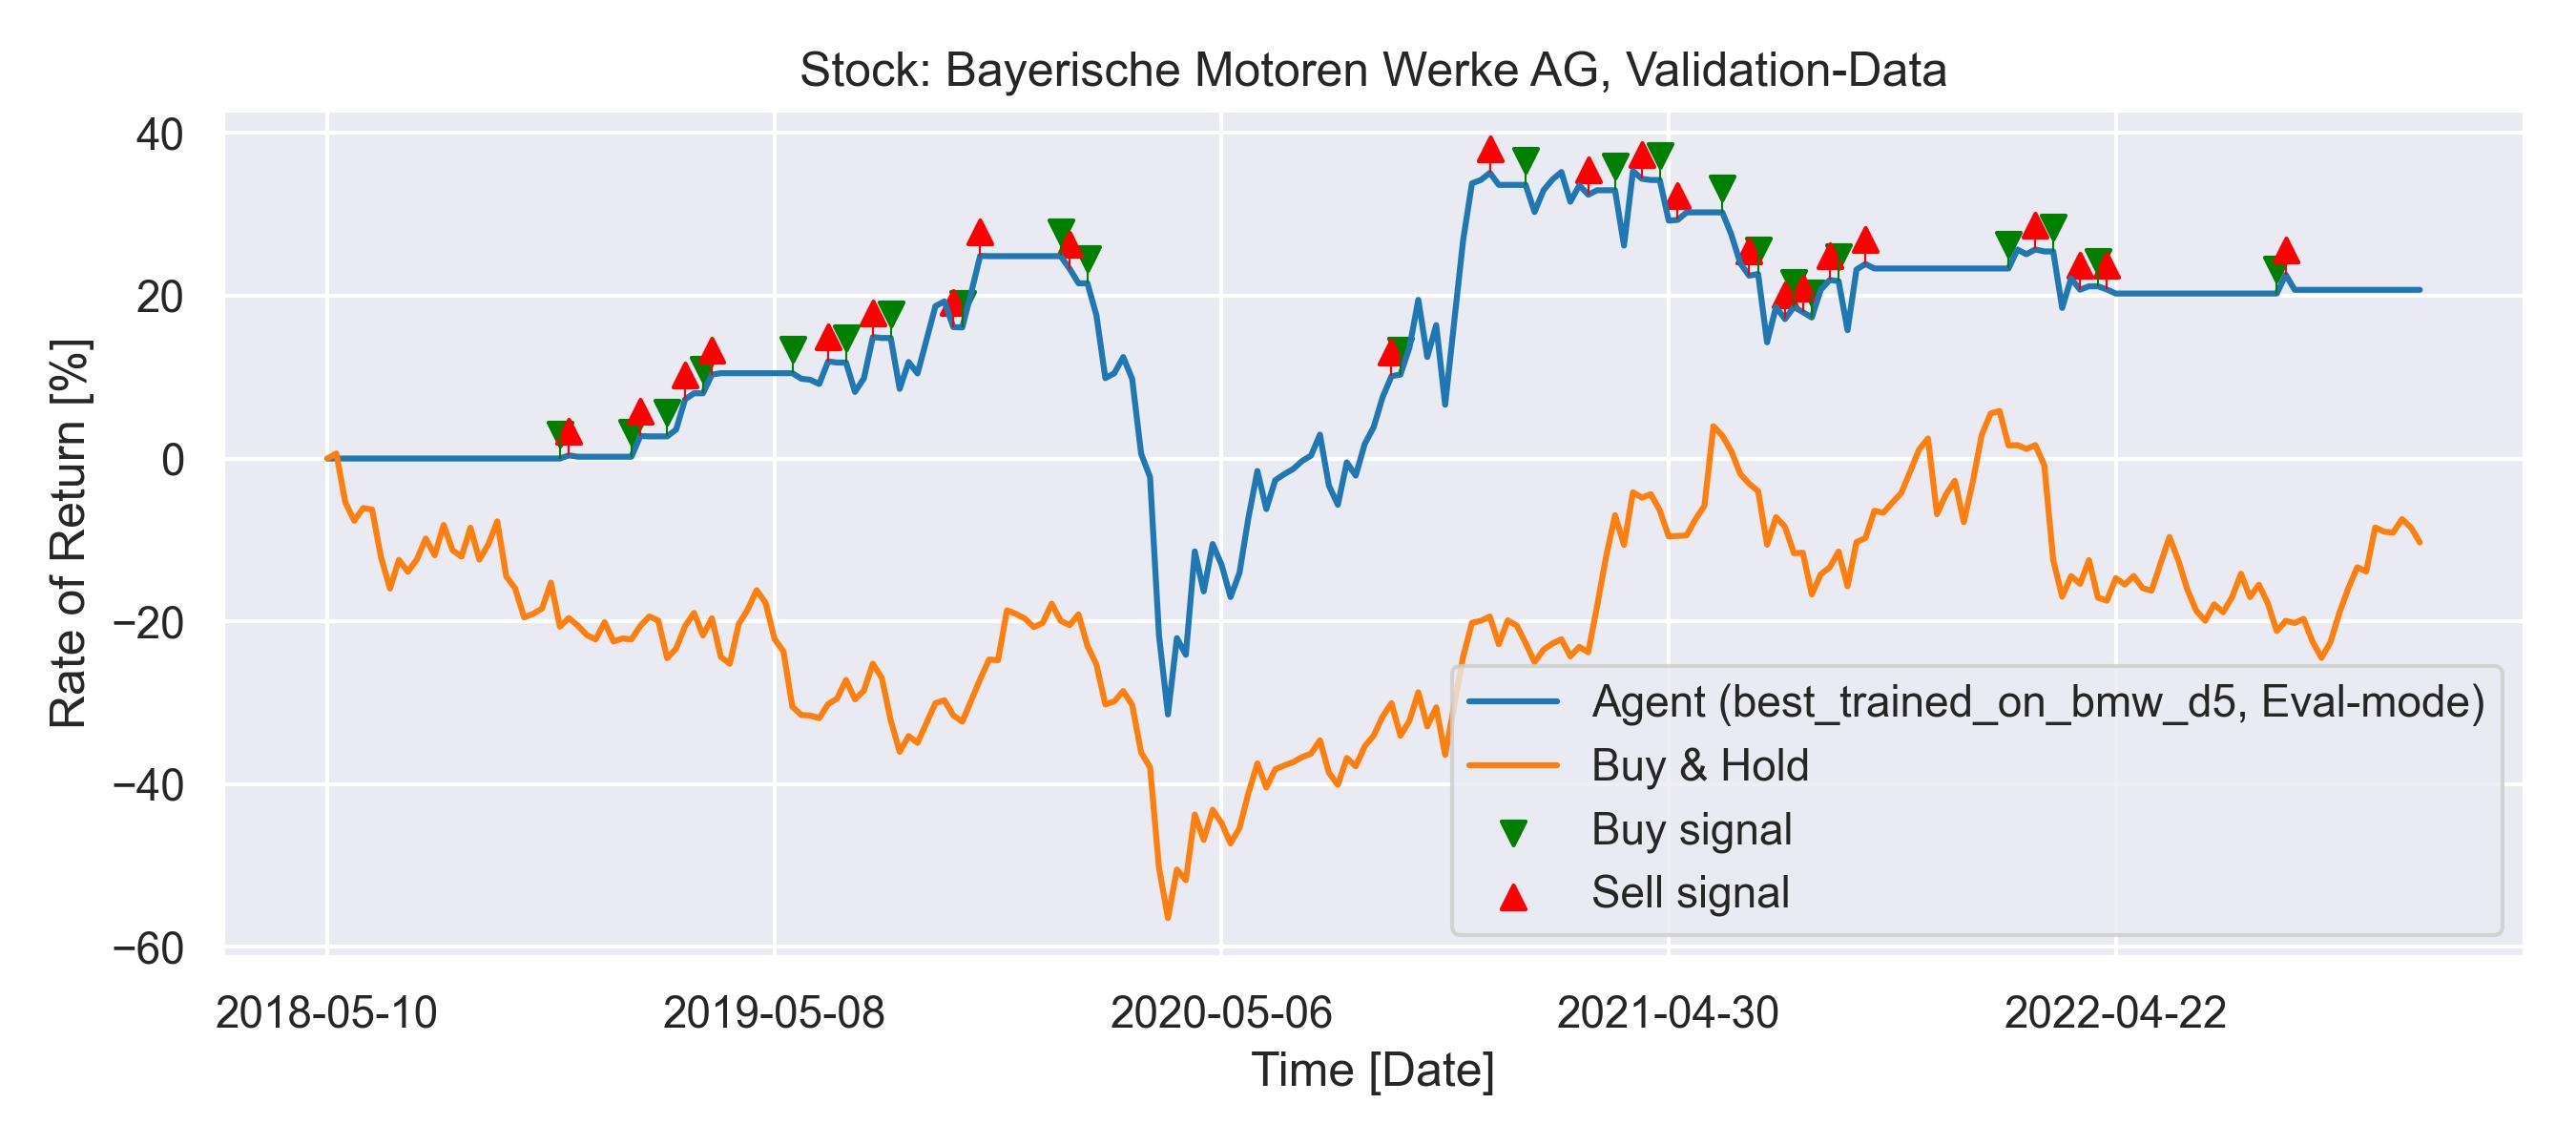 Stock: Bayerische Motoren Werke AG, Validation-Data
Rate of Return [%]
40
20
0
−20
−40
−60
Agent (best_trained_on_bmw_d5, Eval-mode)
Buy & Hold
Buy signal
Sell signal
2018-05-10
2019-05-08
2020-05-06
2021-04-30
2022-04-22
Time [Date]